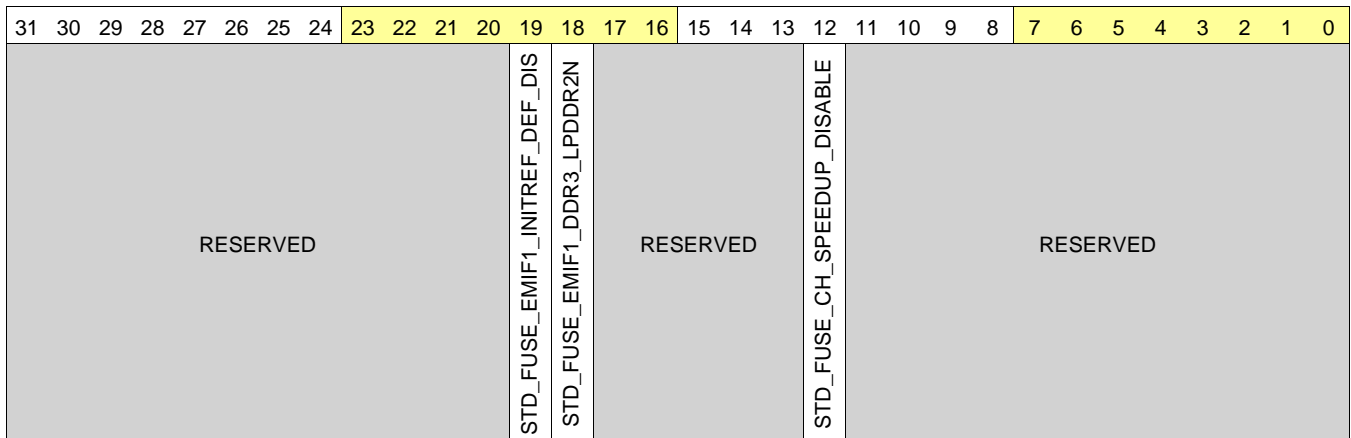 31 30 29 28 27 26 25 24 23 22 21 20 19 18 17 16 15 14 13 12 11 10 9 8 7 6 5 4 3 2 1 0
RESERVED
STD_FUSE_EMIF1_INITREF_DEF_DIS
STD_FUSE_EMIF1_DDR3_LPDDR2N
RESERVED
STD_FUSE_CH_SPEEDUP_DISABLE
RESERVED